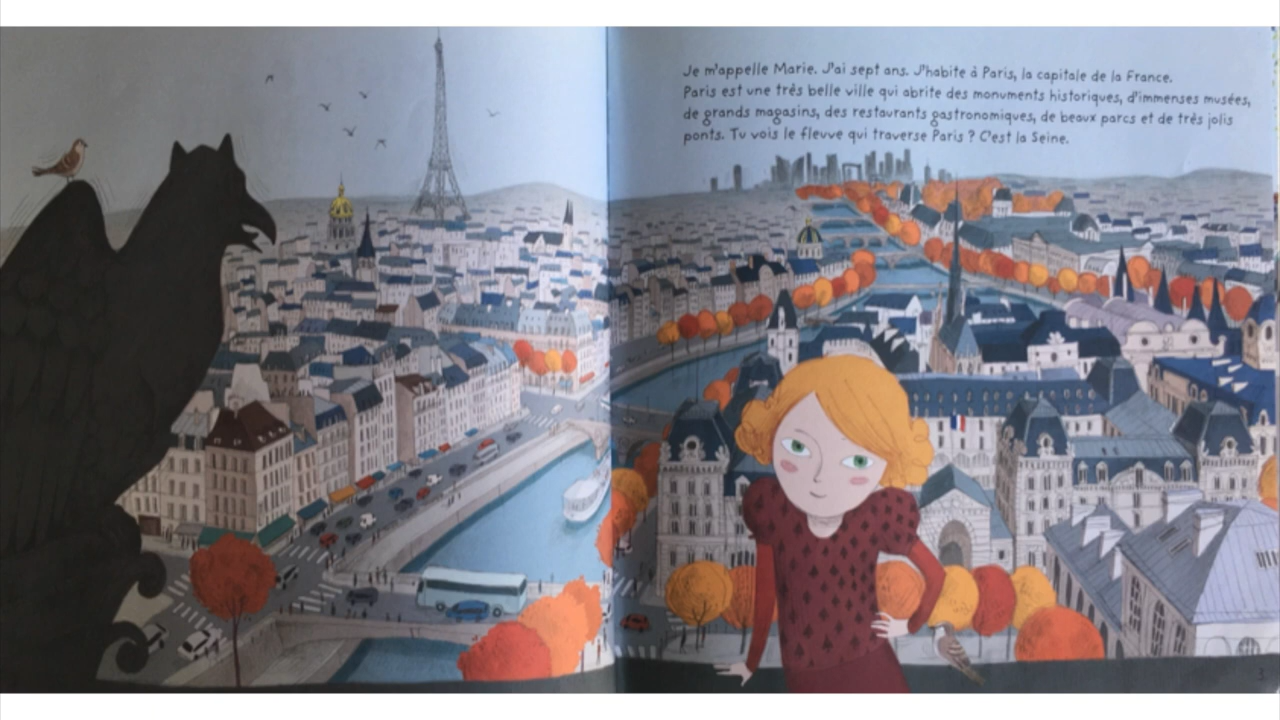 Je m'appelle Marie. J'ai sept ans. J'habite à Paris, la capitale de la France.
Paris est une très belle ville qui abrite des monuments historiques, d'immenses musées,
de grands magasins, des restaurants gastronomiques, de beaux parcs et de très jolis
ponts. Tu vois le fleuve qui traverse Paris ? C'est la Seine.
3